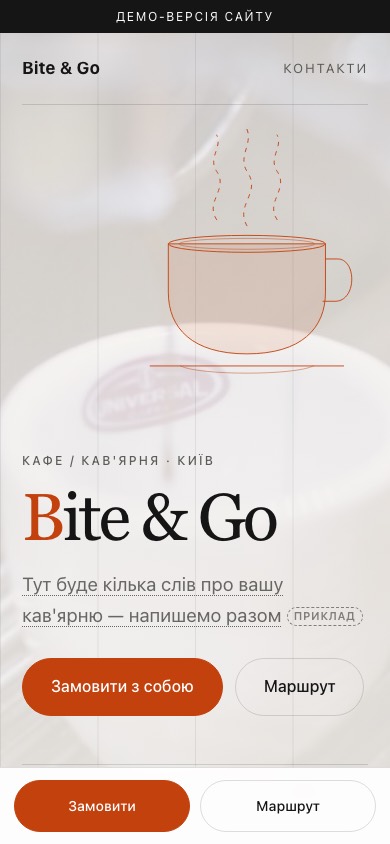 ДЕМО-ВЕРСІЯ САЙТУ
Bite & Go
КОНТАКТИ
UNIVERSAL
КАФЕ / КАВ'ЯРНЯ · КИЇВ
Bite & Go
Тут буде кілька слів про вашу
кав'ярню — напишемо разом ПРИКЛАД
Замовити з собою
Маршрут
Замовити
Маршрут